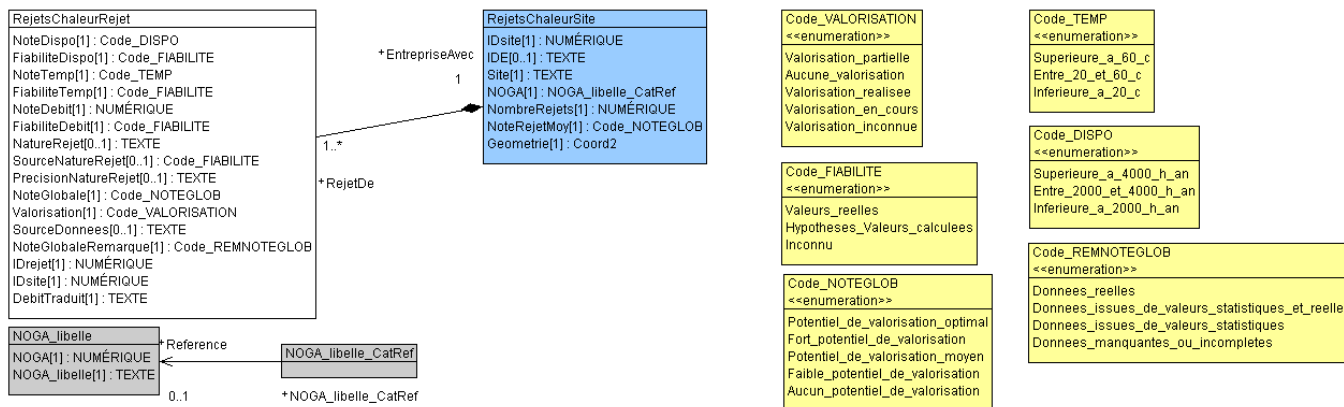 RejetsChaleurRejet
NoteDispo[1] : Code_DISPO
FiabiliteDispo[1] : Code_FIABILITE
NoteTemp[1] : Code_TEMP
FiabiliteTemp[1] : Code_FIABILITE
NoteDebit[1] : NUMÉRIQUE
FiabiliteDebit[1] : Code_FIABILITE
NatureRejet[0..1] : TEXTE
SourceNatureRejet[0..1] : Code_FIABILITE
PrecisionNatureRejet[0..1] : TEXTE
NoteGlobale[1] : Code_NOTEGLOB
Valorisation[1] : Code_VALORISATION
SourceDonnees[0..1] : TEXTE
NoteGlobaleRemarque[1] : Code_REMNOTEGLOB
IDrejet[1] : NUMÉRIQUE
IDsite[1] : NUMÉRIQUE
DebitTraduit[1] : TEXTE
+EntrepriseAvec
1
1..*
+RejetDe
RejetsChaleurSite
IDsite[1] : NUMÉRIQUE
IDE[0..1] : TEXTE
Site[1] : TEXTE
NOGA[1] : NOGA_libelle_CatRef
NombreRejets[1] : NUMÉRIQUE
NoteRejetMoy[1] : Code_NOTEGLOB
Geometrie[1] : Coord2
NOGA_libelle
NOGA[1] : NUMÉRIQUE
NOGA_libelle[1] : TEXTE
+Reference
0..1
NOGA_libelle_CatRef
+NOGA_libelle_CatRef
Code_VALORISATION
<<enumeration>>
Valorisation_partielle
Aucune_valorisation
Valorisation_realisee
Valorisation_en_cours
Valorisation_inconnue
Code_FIABILITE
<<enumeration>>
Valeurs_reelles
Hypotheses_Valeurs_calculees
Inconnu
Code_NOTEGLOB
<<enumeration>>
Potentiel_de_valorisation_optimal
Fort_potentiel_de_valorisation
Potentiel_de_valorisation_moyen
Faible_potentiel_de_valorisation
Aucun_potentiel_de_valorisation
Code_TEMP
<<enumeration>>
Superieure_a_60_c
Entre_20_et_60_c
Inferieure_a_20_c
Code_DISPO
<<enumeration>>
Superieure_a_4000_h_an
Entre_2000_et_4000_h_an
Inferieure_a_2000_h_an
Code_REMNOTEGLOB
<<enumeration>>
Donnees_reelles
Donnees_issues_de_valeurs_statistiques_et_reelle
Donnees_issues_de_valeurs_statistiques
Donnees_manquantes_ou_incompletes